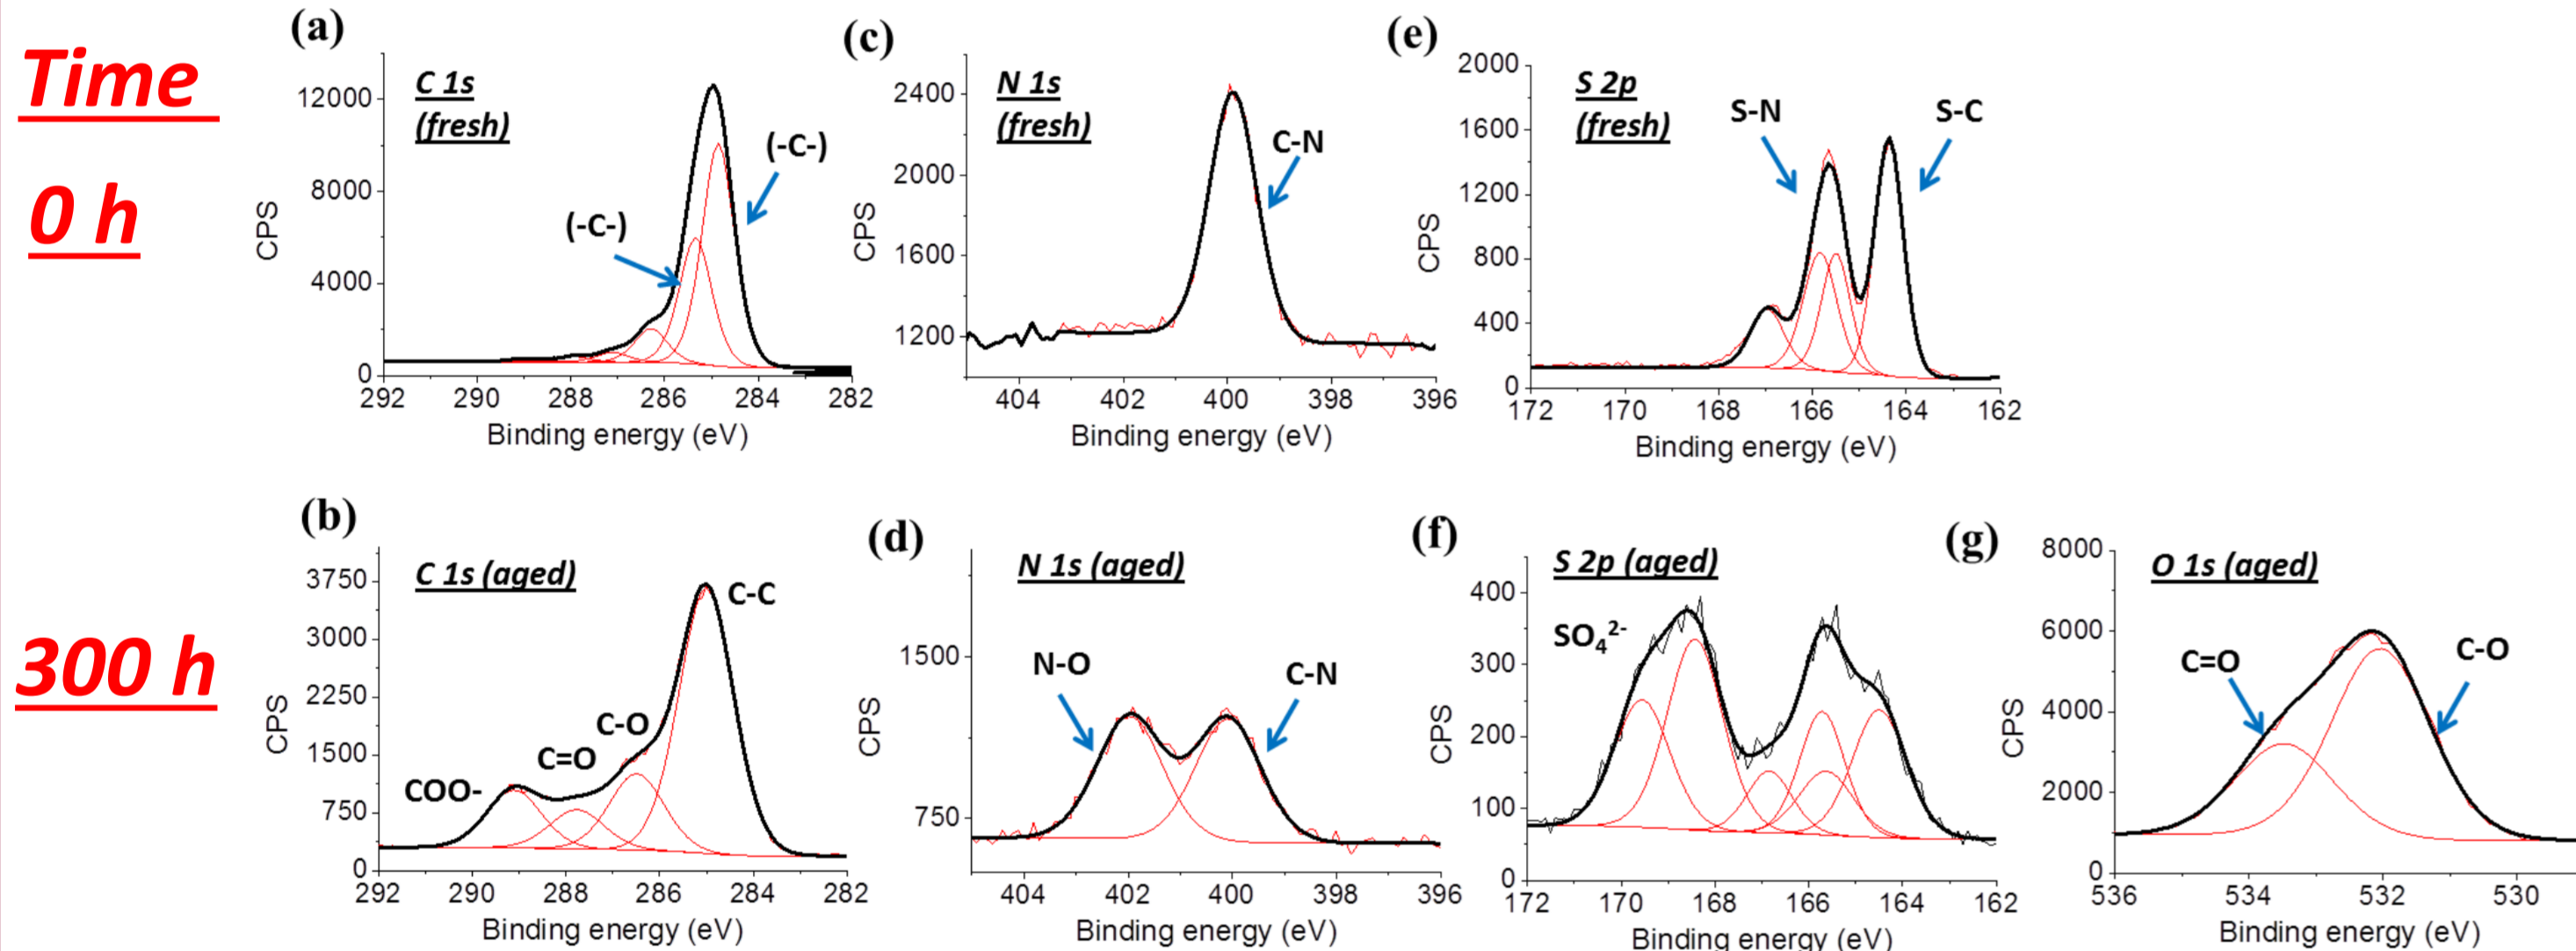 Time
0 h
(a)
C 1s
(fresh)
(-C-)
(-C-)
CPS
12000
8000
4000
0
292 290 288 286 284 282
Binding energy (eV)
(c)
N 1s
(fresh)
C-N
CPS
2400
2000
1600
1200
404 402 400 398 396
Binding energy (eV)
(e)
S 2p
(fresh)
S-N
S-C
CPS
2000
1600
1200
800
400
0
172 170 168 166 164 162
Binding energy (eV)
300 h
(b)
C 1s (aged)
C-C
C-O
C=O
COO-
CPS
3750
3000
2250
1500
750
0
292 290 288 286 284 282
Binding energy (eV)
(d)
N 1s (aged)
N-O
C-N
CPS
1500
750
404 402 400 398 396
Binding energy (eV)
(f)
S 2p (aged)
SO₄²⁻
CPS
400
300
200
100
0
172 170 168 166 164 162
Binding energy (eV)
(g)
O 1s (aged)
C=O
C-O
CPS
8000
6000
4000
2000
0
536 534 532 530
Binding energy (eV)